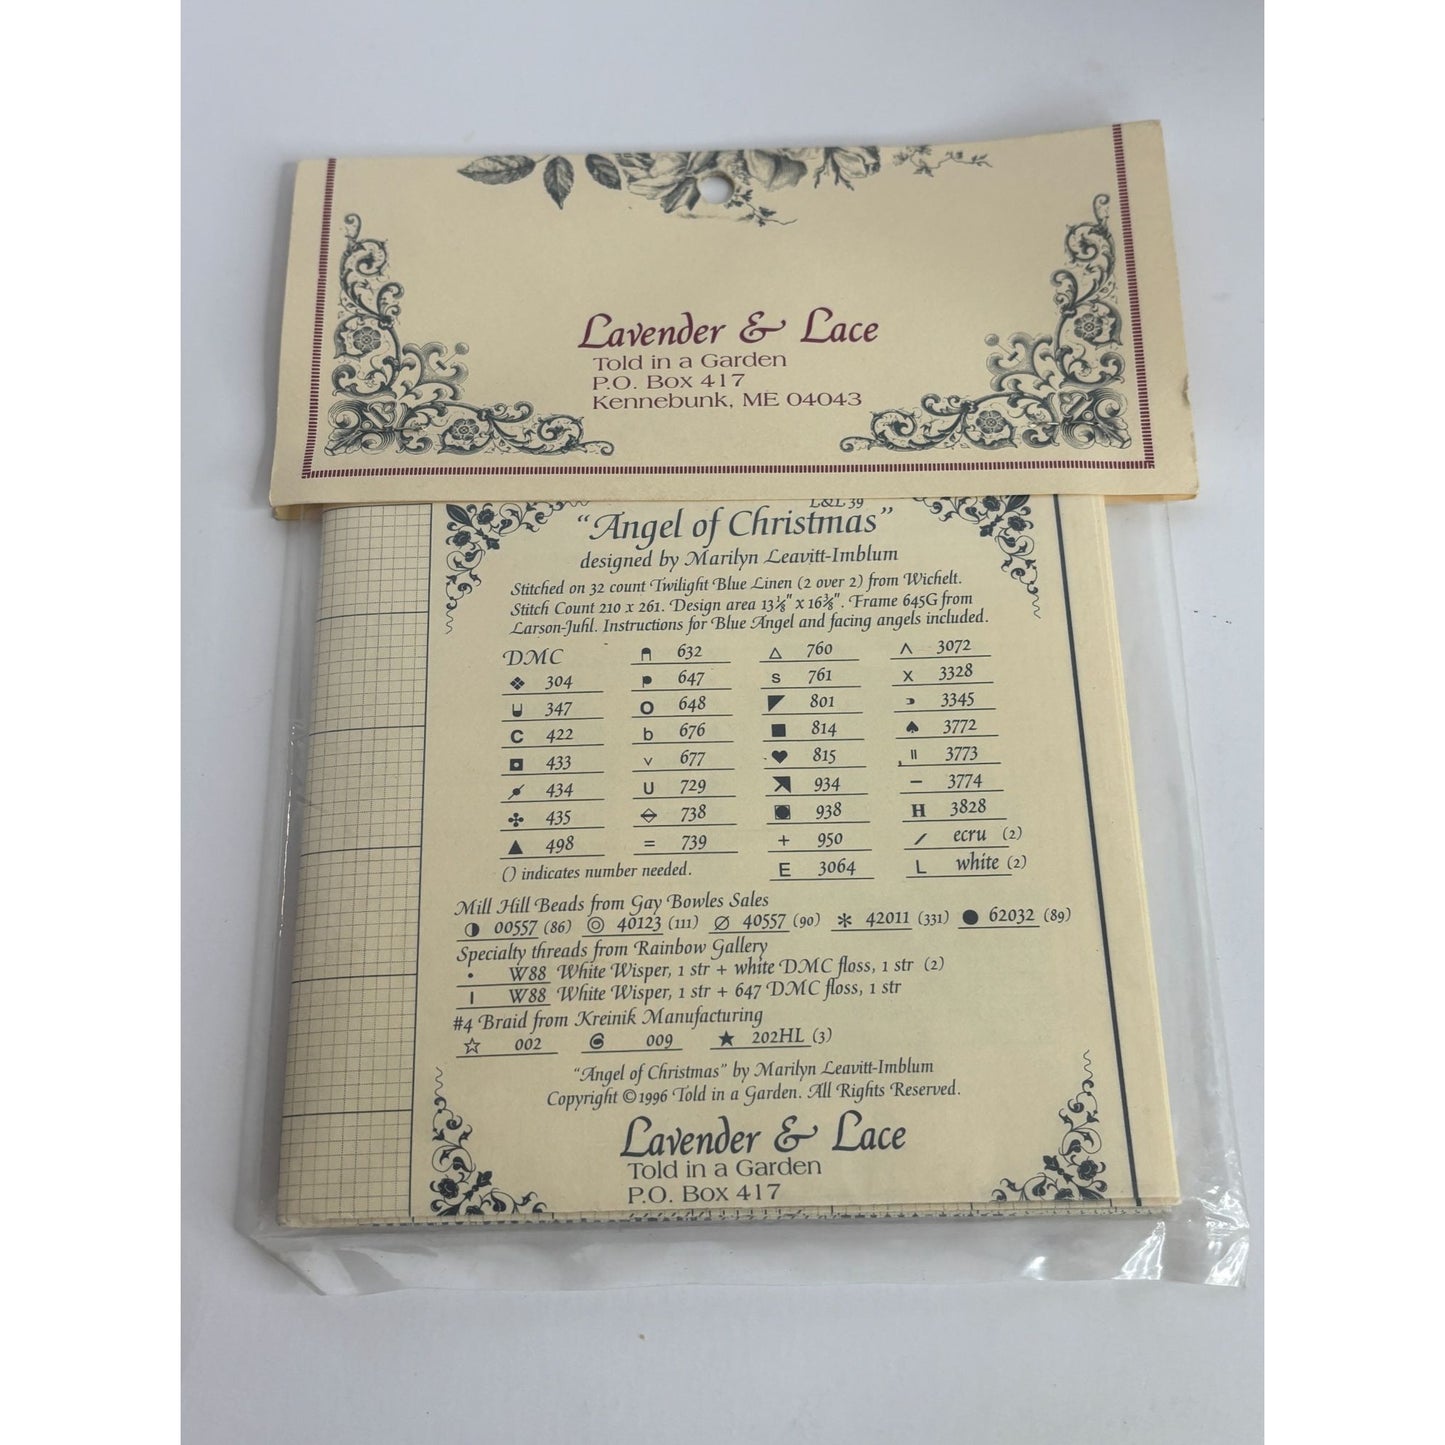 Lavender & Lace
Told in a Garden
P.O. Box 417
Kennebunk, ME 04043
L&L 39
"Angel of Christmas"
designed by Marilyn Leavitt-Imblum
Stitched on 32 count Twilight Blue Linen (2 over 2) from Wichelt.
Stitch Count 210 x 261. Design area 13⅛" x 16⅜". Frame 645G from
Larson-Juhl. Instructions for Blue Angel and facing angels included.
DMC
304
347
C 422
433
434
435
498
632
647
O 648
b 676
v 677
U 729
738
= 739
() indicates number needed.
△ 760
S 761
801
■ 814
♥ 815
934
938
+ 950
E 3064
Λ 3072
X 3328
3345
♠ 3772
॥ 3773
– 3774
H 3828
/ ecru (2)
L white (2)
Mill Hill Beads from Gay Bowles Sales
◑ 00557 (86) ◎ 40123 (111) ∅ 40557 (90) * 42011 (331) ● 62032 (89)
Specialty threads from Rainbow Gallery
• W88 White Wisper, 1 str + white DMC floss, 1 str (2)
| W88 White Wisper, 1 str + 647 DMC floss, 1 str
#4 Braid from Kreinik Manufacturing
☆ 002 009 ★ 202HL (3)
"Angel of Christmas" by Marilyn Leavitt-Imblum
Copyright ©1996 Told in a Garden. All Rights Reserved.
Lavender & Lace
Told in a Garden
P.O. Box 417